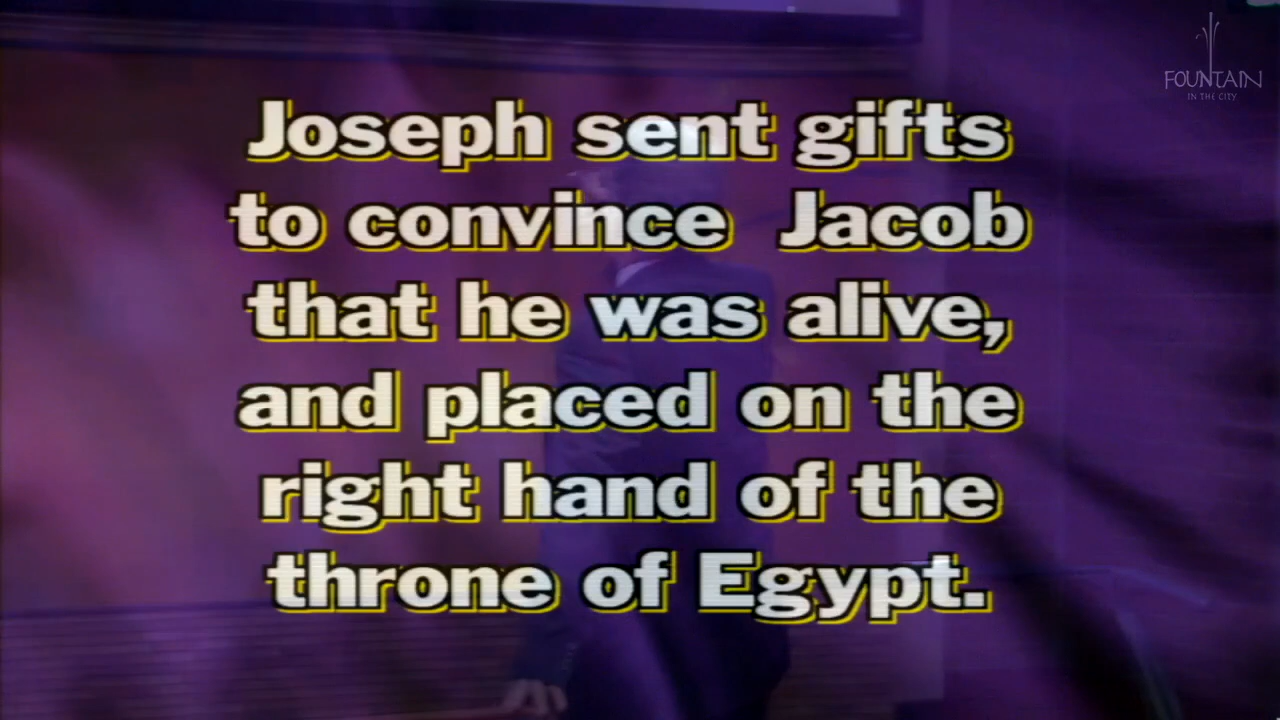 FOUNTAIN
IN THE CITY
Joseph sent gifts
to convince Jacob
that he was alive,
and placed on the
right hand of the
throne of Egypt.